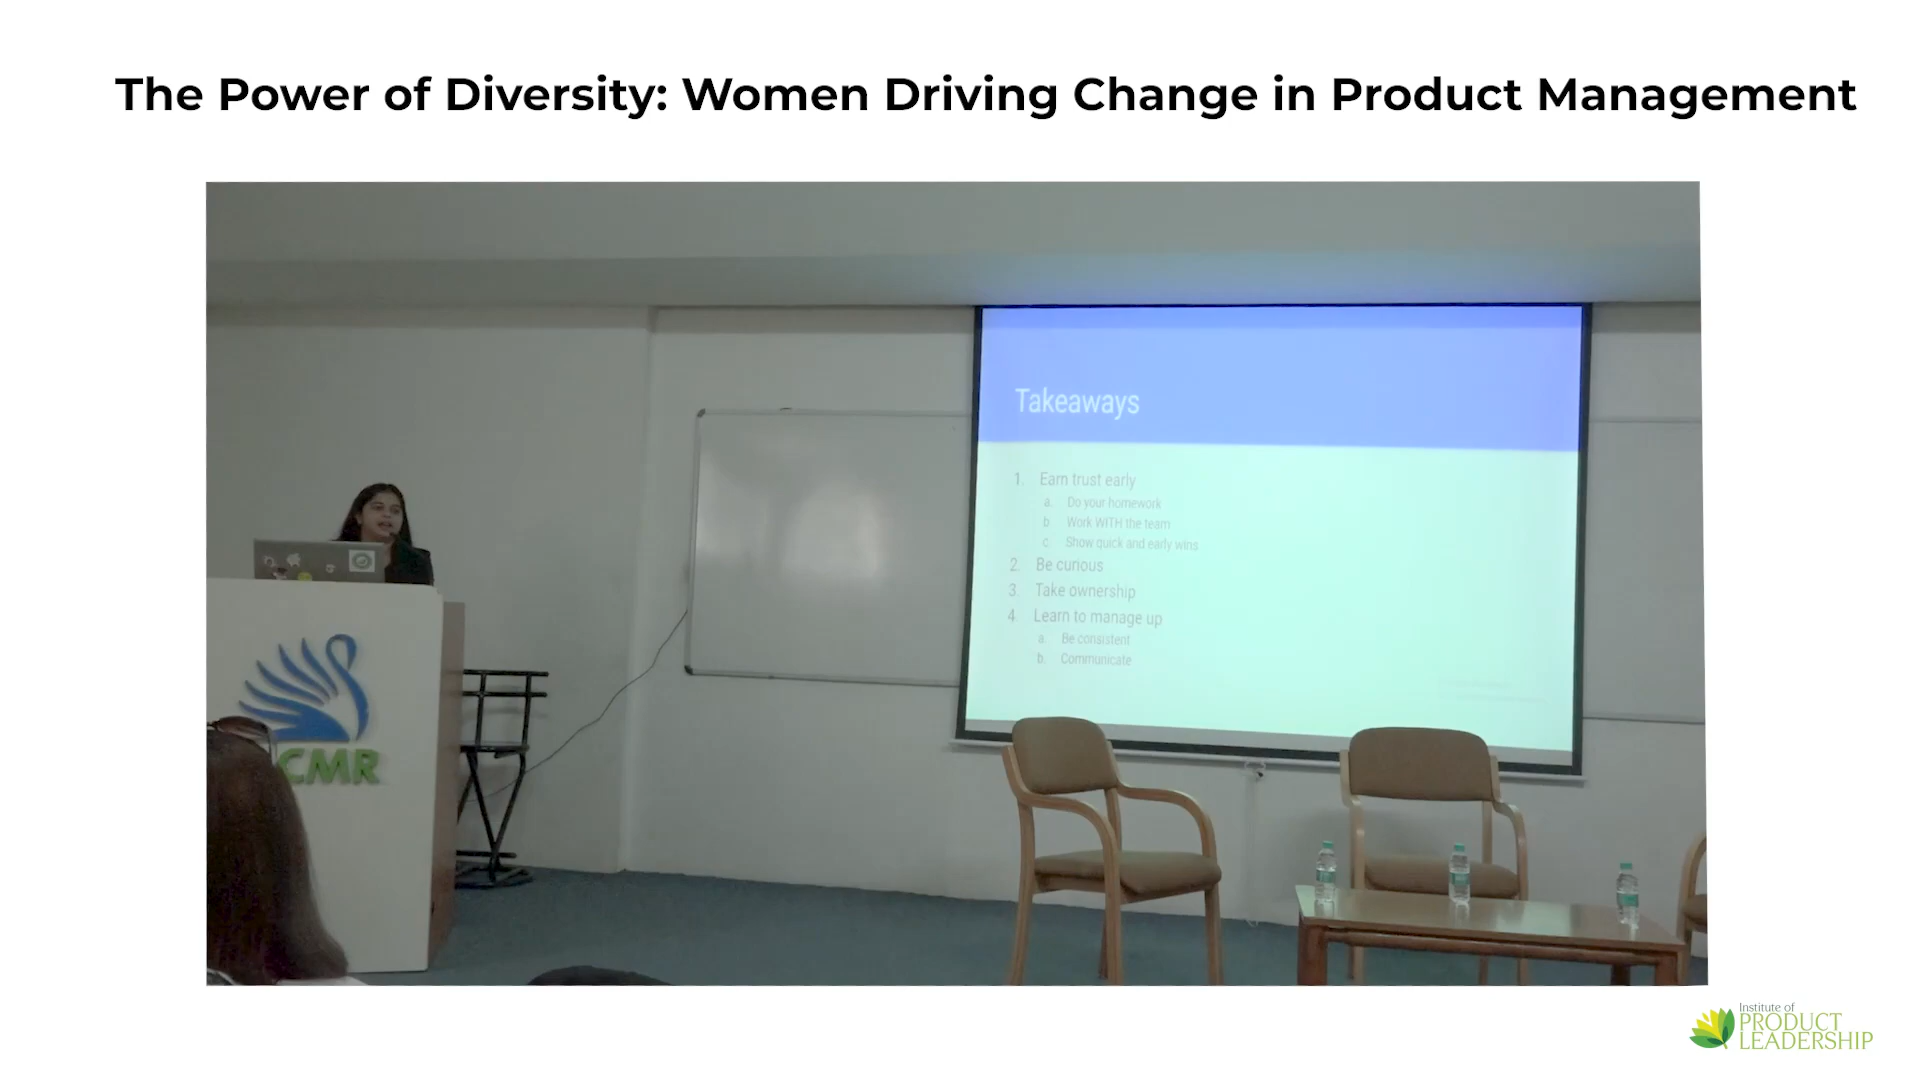 The Power of Diversity: Women Driving Change in Product Management
Takeaways
1. Earn trust early
a. Do your homework
b. Work WITH the team
c. Show quick and early wins
2. Be curious
3. Take ownership
4. Learn to manage up
a. Be consistent
b. Communicate
CMR
Institute of
PRODUCT
LEADERSHIP